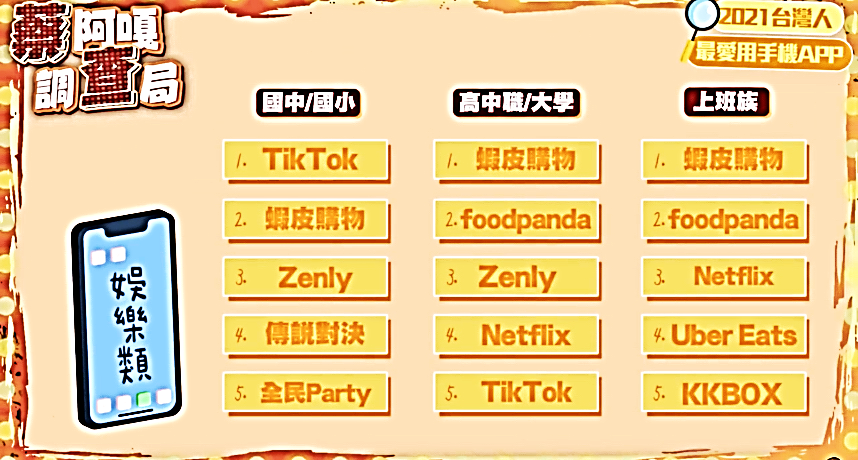 蔡阿嘎
調查局
2021台灣人
最愛用手機APP
國中/國小
1. TikTok
2. 蝦皮購物
3. Zenly
4. 傳說對決
5. 全民Party
高中職/大學
1. 蝦皮購物
2. foodpanda
3. Zenly
4. Netflix
5. TikTok
上班族
1. 蝦皮購物
2. foodpanda
3. Netflix
4. Uber Eats
5. KKBOX
娛樂類